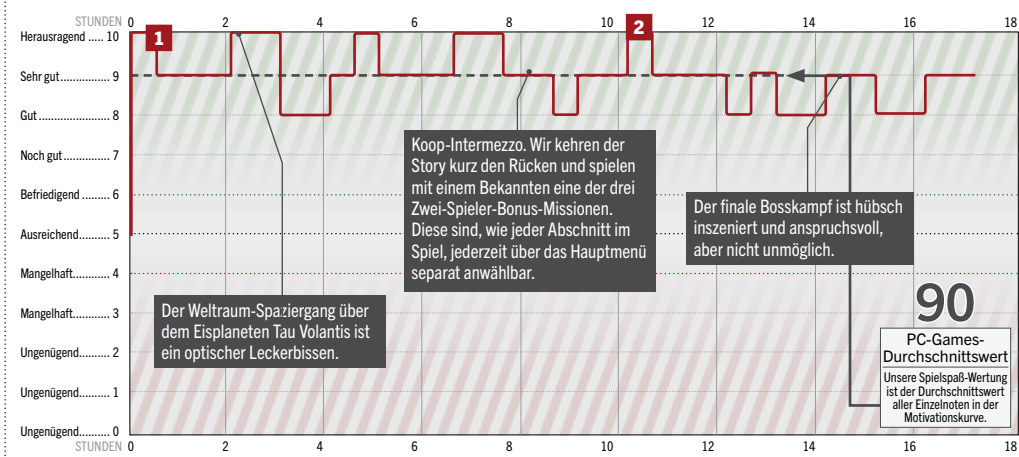 STUNDEN 0 2 4 6 8 10 12 14 16 18
Herausragend ..... 10
1
2
Sehr gut................ 9
Gut ........................ 8
Noch gut............... 7
Befriedigend ........ 6
Ausreichend......... 5
Mangelhaft........... 4
Mangelhaft........... 3
Ungenügend......... 2
Ungenügend......... 1
Ungenügend......... 0
STUNDEN 0 2 4 6 8 10 12 14 16 18
Der Weltraum-Spaziergang über
dem Eisplaneten Tau Volantis ist
ein optischer Leckerbissen.
Koop-Intermezzo. Wir kehren der
Story kurz den Rücken und spielen
mit einem Bekannten eine der drei
Zwei-Spieler-Bonus-Missionen.
Diese sind, wie jeder Abschnitt im
Spiel, jederzeit über das Hauptmenü
separat anwählbar.
Der finale Bosskampf ist hübsch
inszeniert und anspruchsvoll,
aber nicht unmöglich.
90
PC-Games-
Durchschnittswert
Unsere Spielspaß-Wertung
ist der Durchschnittswert
aller Einzelnoten in der
Motivationskurve.